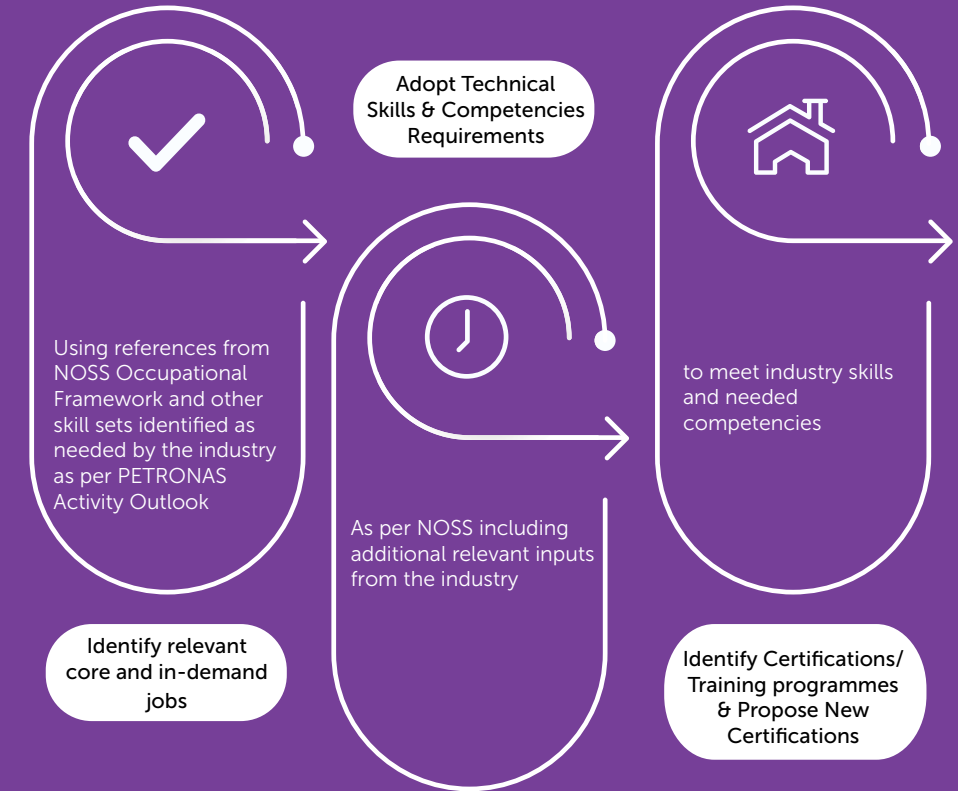 Using references from
NOSS Occupational
Framework and other
skill sets identified as
needed by the industry
as per PETRONAS
Activity Outlook
Identify relevant
core and in-demand
jobs
Adopt Technical
Skills & Competencies
Requirements
As per NOSS including
additional relevant inputs
from the industry
to meet industry skills
and needed
competencies
Identify Certifications/
Training programmes
& Propose New
Certifications